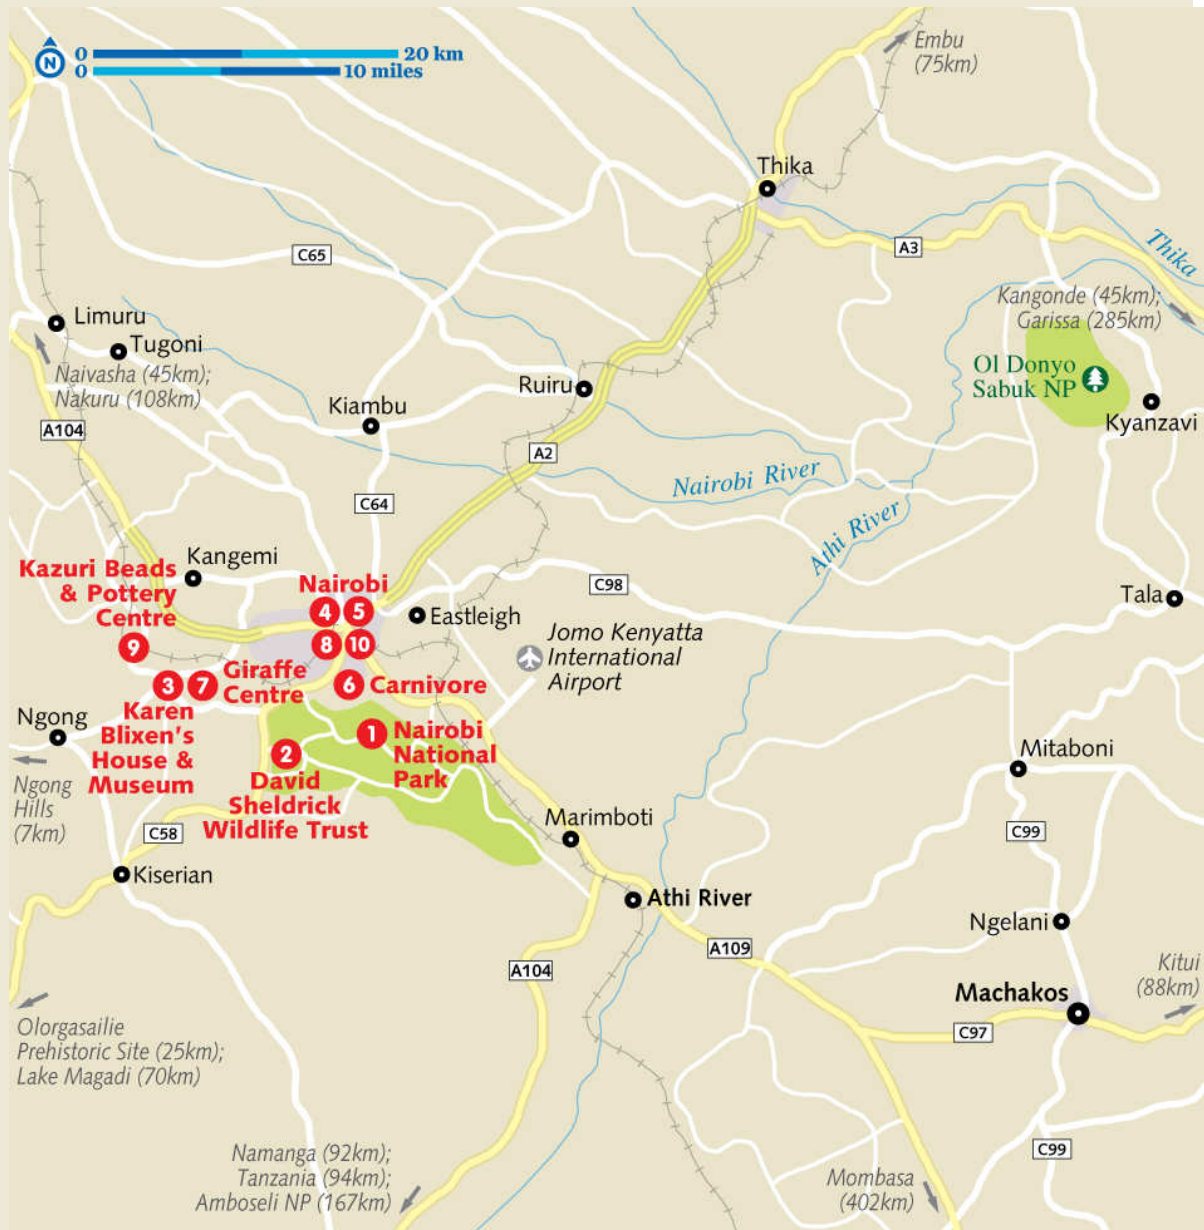 0
20 km
N
0
10 miles
Embu
(75km)
Thika
A3
Thika
C65
Kangonde (45km);
Garissa (285km)
Limuru
Tugoni
Naivasha (45km);
Nakuru (108km)
Ol Donyo
Sabuk NP
Ruiru
Kiambu
Kyanzavi
A104
A2
Nairobi River
C64
Athi River
Kangemi
Kazuri Beads
& Pottery
Centre
9
Nairobi
4
5
8
10
C98
Tala
Eastleigh
Jomo Kenyatta
International
Airport
3
7
Giraffe
Centre
6
Carnivore
Karen
Blixen's
House &
Museum
Ngong
1
Nairobi
National
Park
2
David
Sheldrick
Wildlife Trust
Mitaboni
Ngong
Hills
(7km)
C58
Marimboti
C99
Kiserian
Athi River
Ngelani
A109
A104
Kitui
(88km)
Machakos
Olorgasailie
Prehistoric Site (25km);
Lake Magadi (70km)
C97
Namanga (92km);
Tanzania (94km);
Amboseli NP (167km)
C99
Mombasa
(402km)